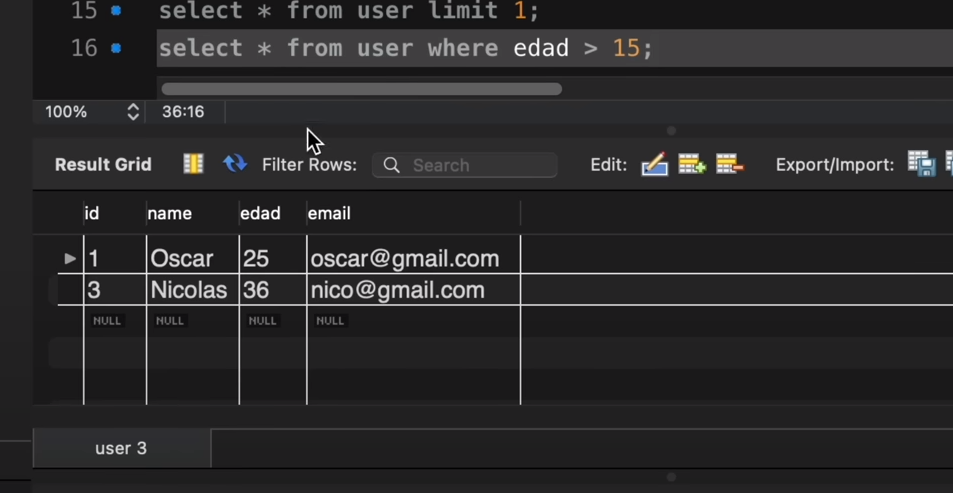 15 select * from user limit 1;
16 select * from user where edad > 15;
100% 36:16
Result Grid Filter Rows: Search Edit: Export/Import:
id name edad email
1 Oscar 25 oscar@gmail.com
3 Nicolas 36 nico@gmail.com
NULL NULL NULL NULL
user 3